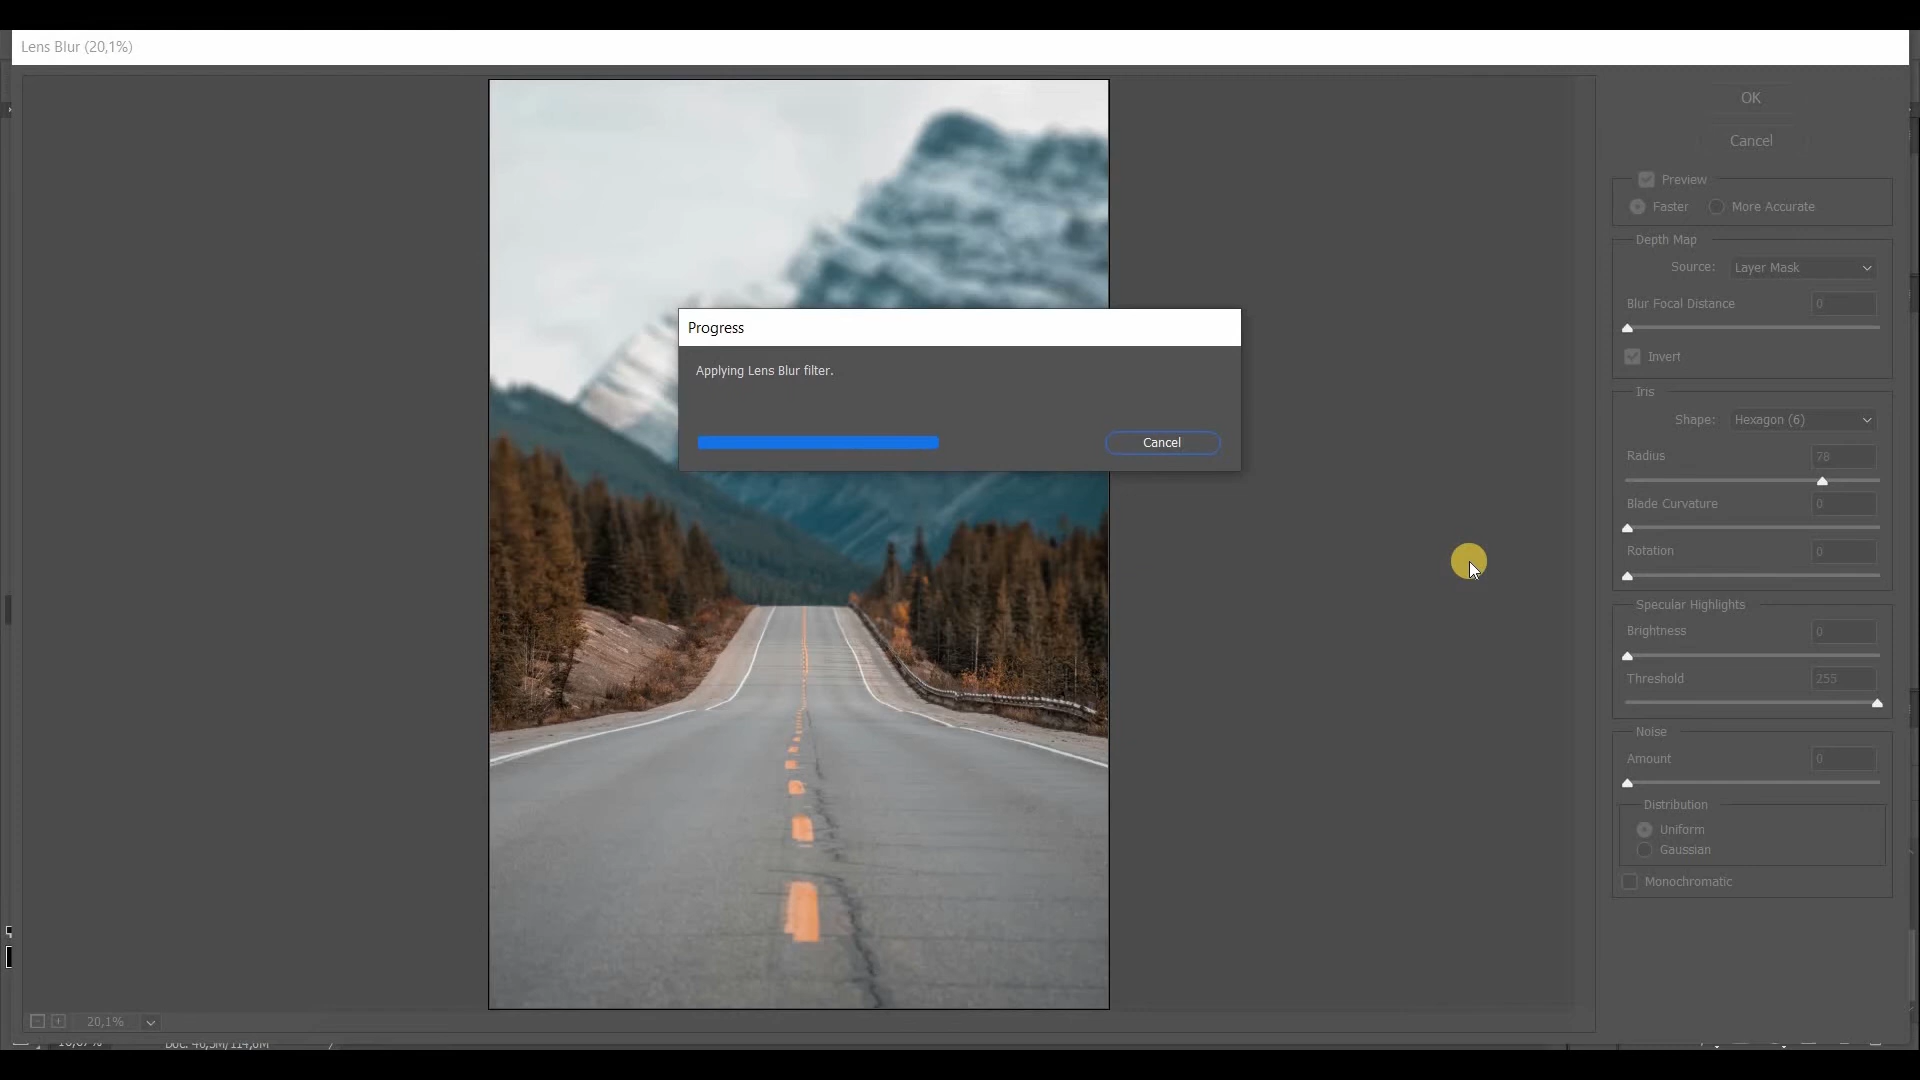 Lens Blur (20,1%)
OK
Cancel
Preview
Faster More Accurate
Depth Map
Source: Layer Mask
Blur Focal Distance 0
Invert
Progress
Applying Lens Blur filter.
Cancel
Iris
Shape: Hexagon (6)
Radius 78
Blade Curvature 0
Rotation 0
Specular Highlights
Brightness 0
Threshold 255
Noise
Amount 0
Distribution
Uniform
Gaussian
Monochromatic
20,1%